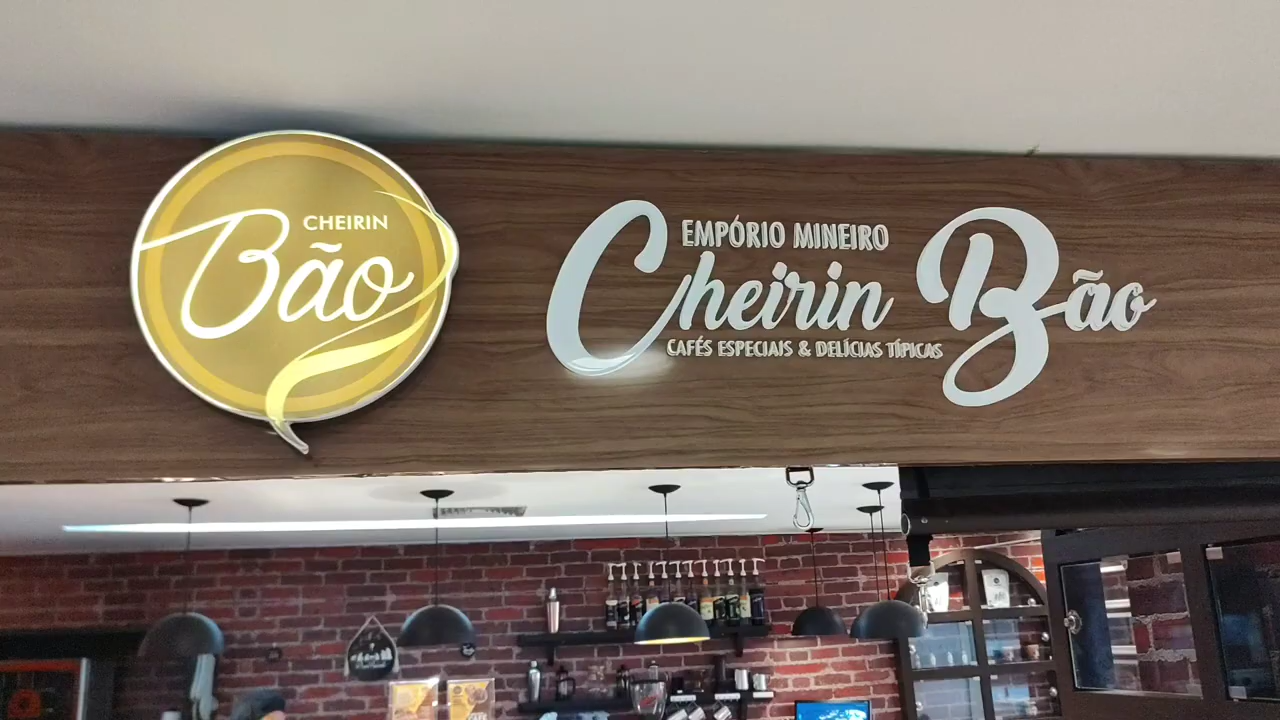 CHEIRIN
Bão
EMPÓRIO MINEIRO
Cheirin Bão
CAFÉS ESPECIAIS & DELÍCIAS TÍPICAS